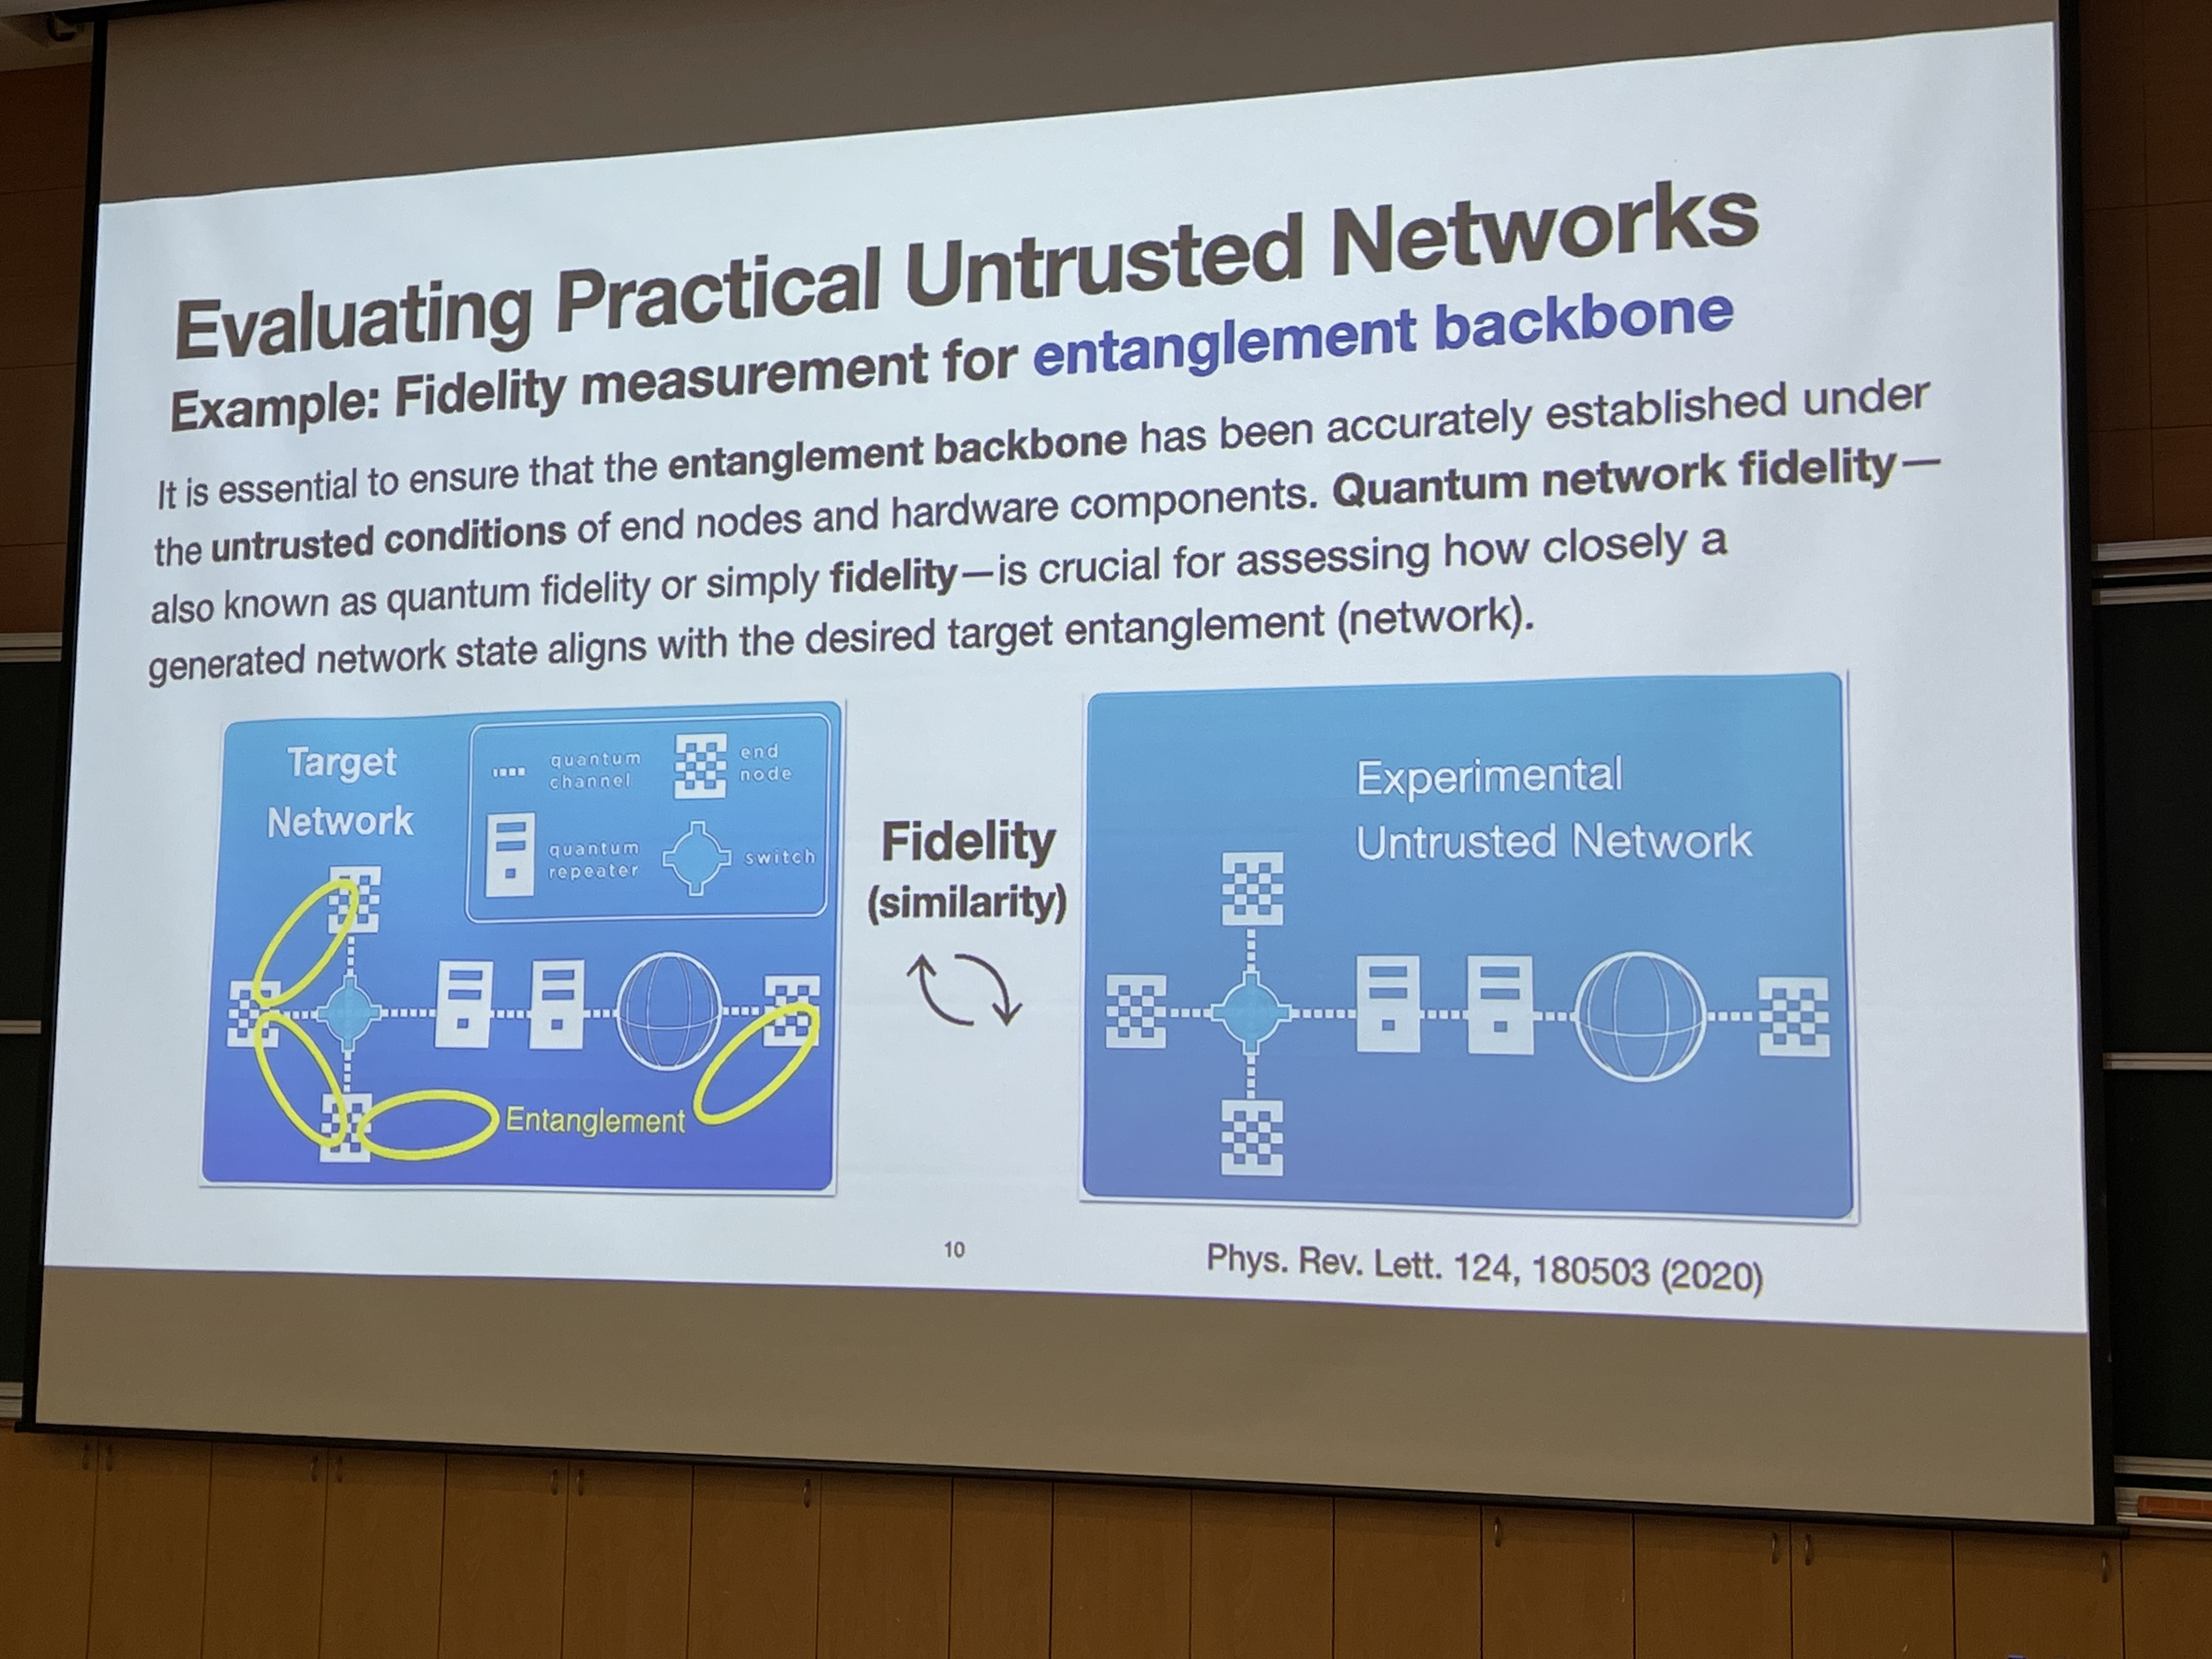 Evaluating Practical Untrusted Networks
Example: Fidelity measurement for entanglement backbone
It is essential to ensure that the entanglement backbone has been accurately established under
the untrusted conditions of end nodes and hardware components. Quantum network fidelity—
also known as quantum fidelity or simply fidelity—is crucial for assessing how closely a
generated network state aligns with the desired target entanglement (network).
Target
Network
quantum
channel
end
node
quantum
repeater
switch
Entanglement
Fidelity
(similarity)
Experimental
Untrusted Network
10
Phys. Rev. Lett. 124, 180503 (2020)